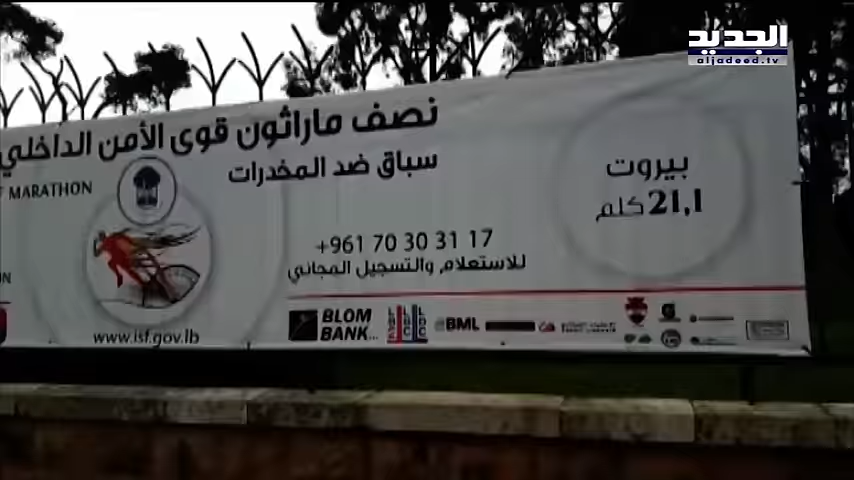 الجديد
aljadeed.tv
نصف ماراثون قوى الأمن الداخلي
سباق ضد المخدرات
MARATHON
بيروت
21,1 كلم
+961 70 30 31 17
للاستعلام والتسجيل المجاني
BLOM
BANK
BML
www.isf.gov.lb